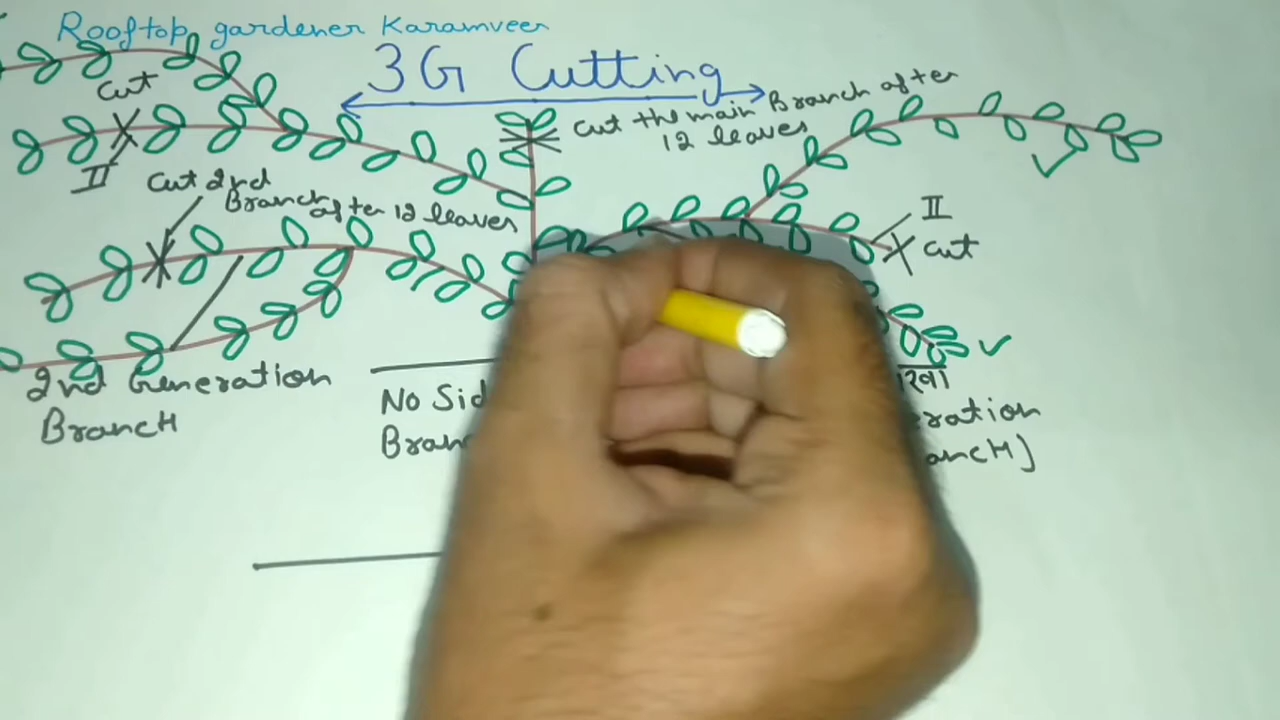 Rooftop gardener Karamveer
3G Cutting
Cut the main Branch after
12 leaves
Cut
II
Cut 2nd
Branch after 12 leaves
II
Cut
2nd Generation
Branch
No Sid
Bran
eration
ancH)